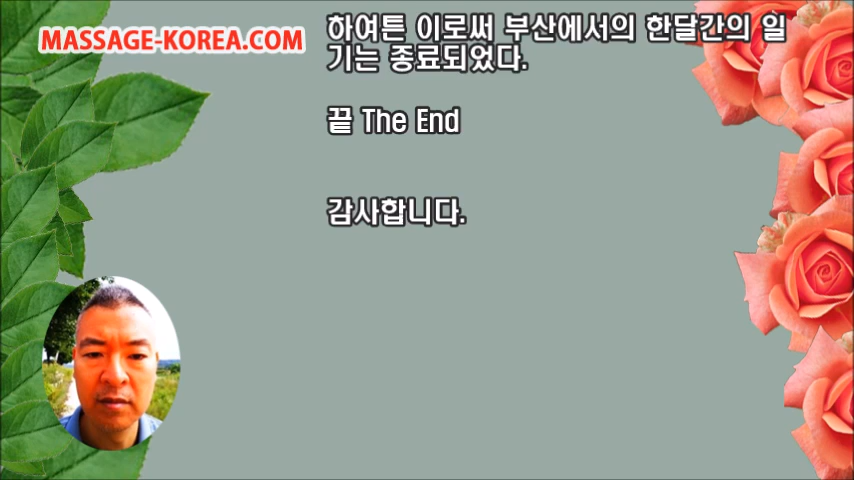 MASSAGE-KOREA.COM
하여튼 이로써 부산에서의 한달간의 일
기는 종료되었다.
끝 The End
감사합니다.